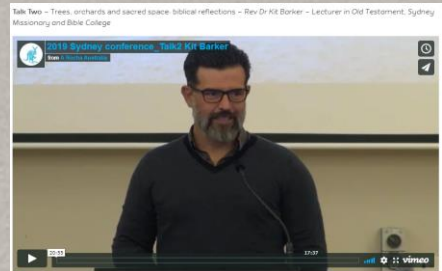 Talk Two – Trees, orchards and sacred space: biblical reflections – Rev Dr Kit Barker – Lecturer in Old Testament, Sydney
Missionary and Bible College
2019 Sydney conference_Talk2 Kit Barker
from A Rocha Australia
20:55
37:07
vimeo